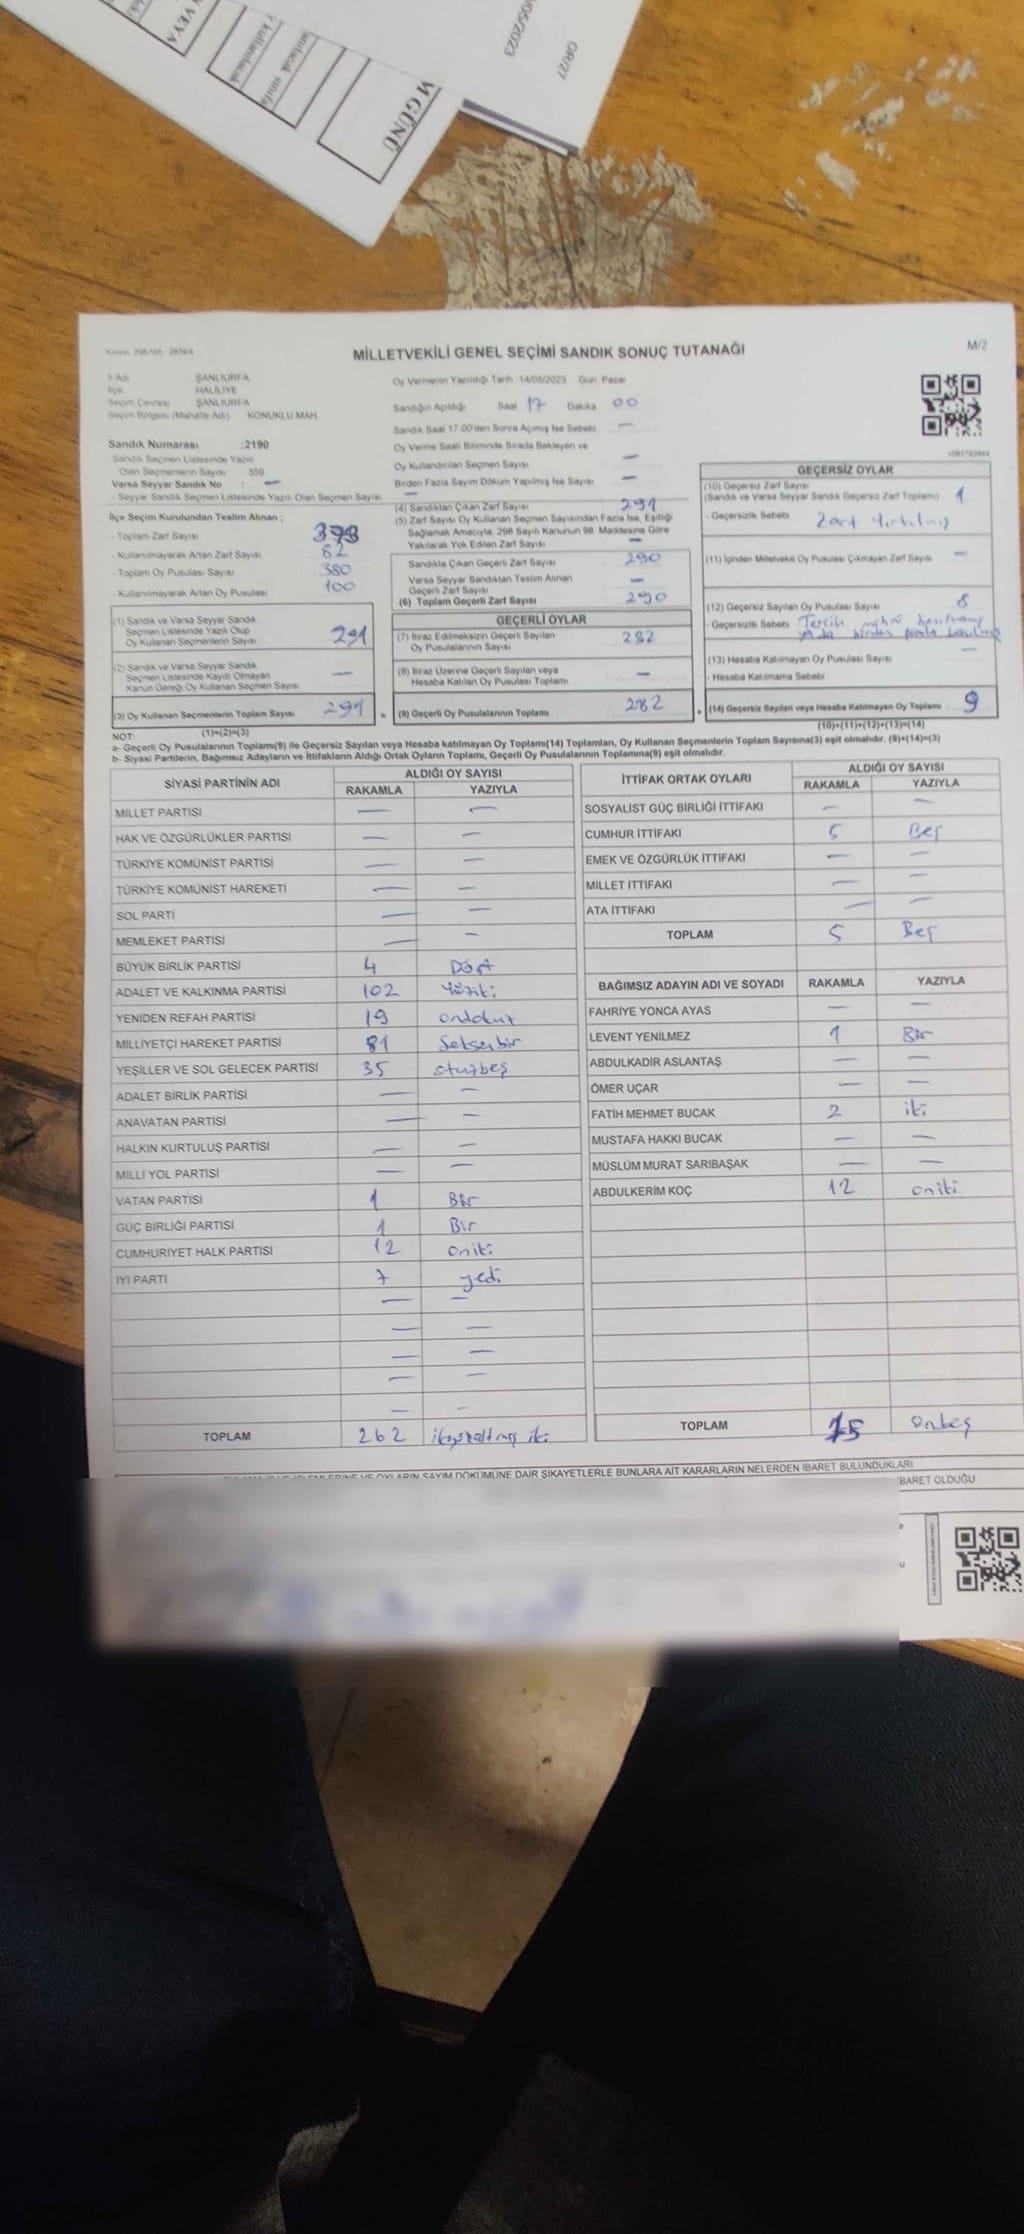 05/2023
OR/27
M GÜNÜ
MİLLETVEKİLİ GENEL SEÇİMİ SANDIK SONUÇ TUTANAĞI
M/2
İl Adı ŞANLIURFA
İlçe HALİLİYE
Seçim Çevresi ŞANLIURFA
Seçim Bölgesi (Mahalle Adı) KONUKLU MAH.
Sandık Numarası :2190
Sandık Seçmen Listesinde Yazılı
Olan Seçmenlerin Sayısı 359
Varsa Seyyar Sandık No : —
- Seyyar Sandık Seçmen Listesinde Yazılı Olan Seçmen Sayısı —
Oy Vermenin Yapıldığı Tarih 14/05/2023 Gün Pazar
Sandığın Açıldığı Saat 17 Dakika 00
Sandık Saat 17:00'den Sonra Açılmış İse Sebebi —
Oy Verme Saati Bitiminde Sırada Bekleyen ve
Oy Kullandırılan Seçmen Sayısı —
Birden Fazla Sayım Döküm Yapılmış İse Sayısı —
İlçe Seçim Kurulundan Teslim Alınan ;
- Toplam Zarf Sayısı 373
- Kullanılmayarak Artan Zarf Sayısı 82
- Toplam Oy Pusulası Sayısı 380
- Kullanılmayarak Artan Oy Pusulası 100
(1) Sandık ve Varsa Seyyar Sandık
Seçmen Listesinde Yazılı Olup
Oy Kullanan Seçmenlerin Sayısı 291
(2) Sandık ve Varsa Seyyar Sandık
Seçmen Listesinde Kayıtlı Olmayan
Kanun Gereği Oy Kullanan Seçmen Sayısı —
(3) Oy Kullanan Seçmenlerin Toplam Sayısı 291
(1)+(2)=(3)
(4) Sandıktan Çıkan Zarf Sayısı 291
(5) Zarf Sayısı Oy Kullanan Seçmen Sayısından Fazla İse, Eşitliği
Sağlamak Amacıyla, 298 Sayılı Kanunun 98. Maddesine Göre
Yakılarak Yok Edilen Zarf Sayısı —
Sandıkta Çıkan Geçerli Zarf Sayısı 290
Varsa Seyyar Sandıktan Teslim Alınan
Geçerli Zarf Sayısı —
(6) Toplam Geçerli Zarf Sayısı 290
GEÇERLİ OYLAR
(7) İtiraz Edilmeksizin Geçerli Sayılan
Oy Pusulalarının Sayısı 282
(8) İtiraz Üzerine Geçerli Sayılan veya
Hesaba Katılan Oy Pusulası Toplamı —
(9) Geçerli Oy Pusulalarının Toplamı 282
GEÇERSİZ OYLAR
(10) Geçersiz Zarf Sayısı
(Sandık ve Varsa Seyyar Sandık Geçersiz Zarf Toplamı) 1
- Geçersizlik Sebebi Zarf Yırtılmış
(11) İçinden Milletvekili Oy Pusulası Çıkmayan Zarf Sayısı —
(12) Geçersiz Sayılan Oy Pusulası Sayısı 8
- Geçersizlik Sebebi Tercih mührü basılmamış
ya da birden fazla basılmış
(13) Hesaba Katılmayan Oy Pusulası Sayısı —
- Hesaba Katılmama Sebebi
(14) Geçersiz Sayılan veya Hesaba Katılmayan Oy Toplamı 9
(10)+(11)+(12)+(13)=(14)
NOT:
a- Geçerli Oy Pusulalarının Toplamı(9) ile Geçersiz Sayılan veya Hesaba katılmayan Oy Toplamı(14) Toplamları, Oy Kullanan Seçmenlerin Toplam Sayısına(3) eşit olmalıdır. (9)+(14)=(3)
b- Siyasi Partilerin, Bağımsız Adayların ve İttifakların Aldığı Ortak Oyların Toplamı, Geçerli Oy Pusulalarının Toplamına(9) eşit olmalıdır.
SİYASİ PARTİNİN ADI ALDIĞI OY SAYISI
RAKAMLA YAZIYLA
MİLLET PARTİSİ — —
HAK VE ÖZGÜRLÜKLER PARTİSİ — —
TÜRKİYE KOMÜNİST PARTİSİ — —
TÜRKİYE KOMÜNİST HAREKETİ — —
SOL PARTİ — —
MEMLEKET PARTİSİ — —
BÜYÜK BİRLİK PARTİSİ 4 Dört
ADALET VE KALKINMA PARTİSİ 102 Yüziki
YENİDEN REFAH PARTİSİ 19 ondokuz
MİLLİYETÇİ HAREKET PARTİSİ 81 Seksenbir
YEŞİLLER VE SOL GELECEK PARTİSİ 35 otuzbeş
ADALET BİRLİK PARTİSİ — —
ANAVATAN PARTİSİ — —
HALKIN KURTULUŞ PARTİSİ — —
MİLLİ YOL PARTİSİ — —
VATAN PARTİSİ 1 Bir
GÜÇ BİRLİĞİ PARTİSİ 1 Bir
CUMHURİYET HALK PARTİSİ 12 oniki
İYİ PARTİ 7 yedi
— —
— —
— —
— —
— —
TOPLAM 262 ikiyüzaltmış iki
İTTİFAK ORTAK OYLARI ALDIĞI OY SAYISI
RAKAMLA YAZIYLA
SOSYALİST GÜÇ BİRLİĞİ İTTİFAKI — —
CUMHUR İTTİFAKI 5 Beş
EMEK VE ÖZGÜRLÜK İTTİFAKI — —
MİLLET İTTİFAKI — —
ATA İTTİFAKI — —
TOPLAM 5 Beş
BAĞIMSIZ ADAYIN ADI VE SOYADI RAKAMLA YAZIYLA
FAHRİYE YONCA AYAS — —
LEVENT YENİLMEZ 1 Bir
ABDULKADİR ASLANTAŞ — —
ÖMER UÇAR — —
FATİH MEHMET BUCAK 2 iki
MUSTAFA HAKKI BUCAK — —
MÜSLÜM MURAT SARIBAŞAK — —
ABDULKERİM KOÇ 12 oniki
TOPLAM 15 Onbeş
OYLARIN SAYIM DÖKÜMÜNE DAİR ŞİKAYETLERLE BUNLARA AİT KARARLARIN NELERDEN İBARET BULUNDUKLARI
BARET OLDUĞU